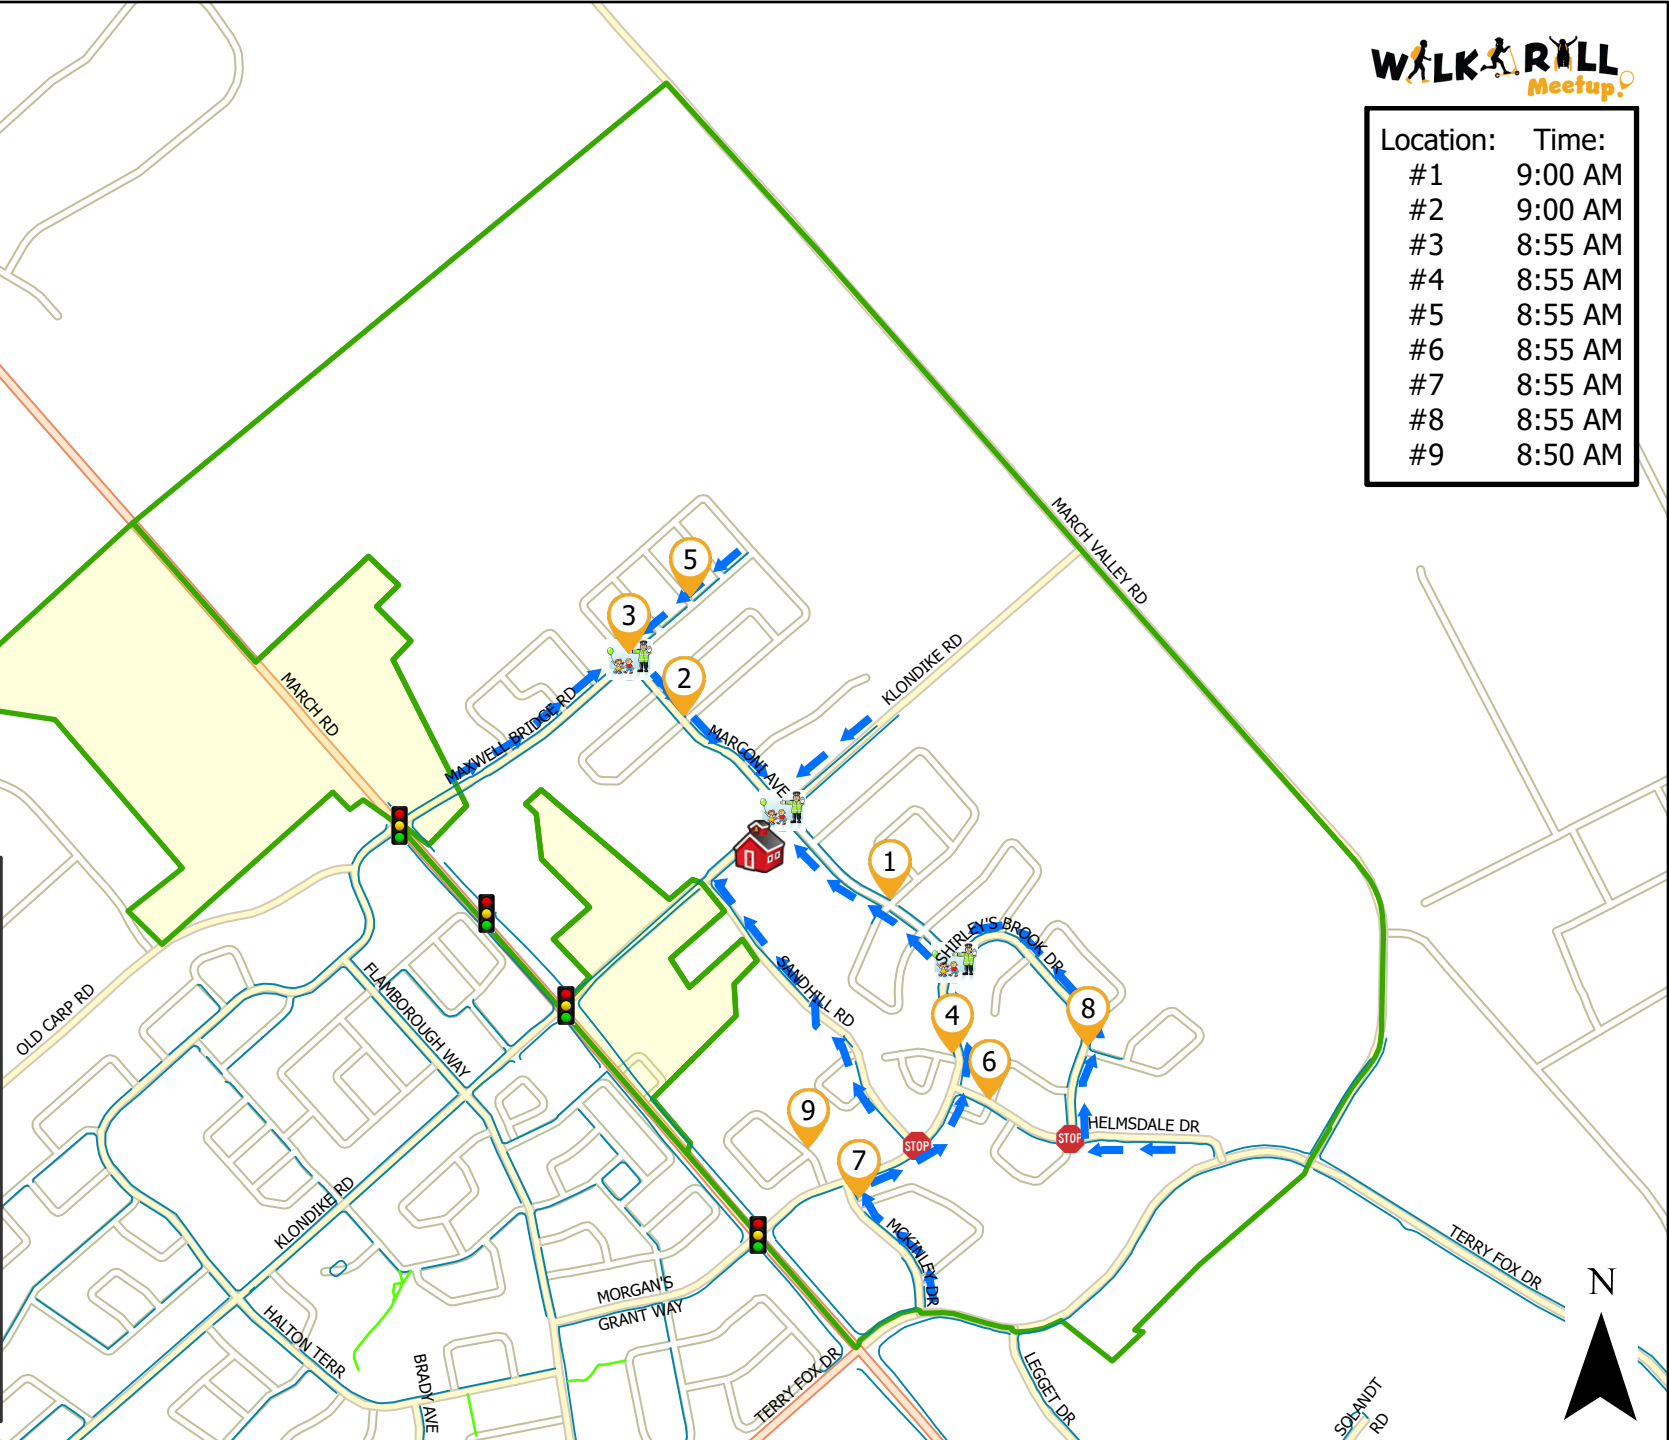 WALK ROLL
Meetup!
Location: Time:
#1 9:00 AM
#2 9:00 AM
#3 8:55 AM
#4 8:55 AM
#5 8:55 AM
#6 8:55 AM
#7 8:55 AM
#8 8:55 AM
#9 8:50 AM
MARCH VALLEY RD
5
3
KLONDIKE RD
2
MARCH RD
MAXWELL BRIDGE RD
MARCONI AVE
1
SHIRLEY'S BROOK DR
SANDHILL RD
OLD CARP RD
FLAMBOROUGH WAY
4
8
6
9
HELMSDALE DR
STOP
STOP
7
KLONDIKE RD
MCKINLEY DR
TERRY FOX DR
MORGAN'S
GRANT WAY
N
HALTON TERR
BRADY AVE
TERRY FOX DR
LEGGET DR
SOLANDT
RD